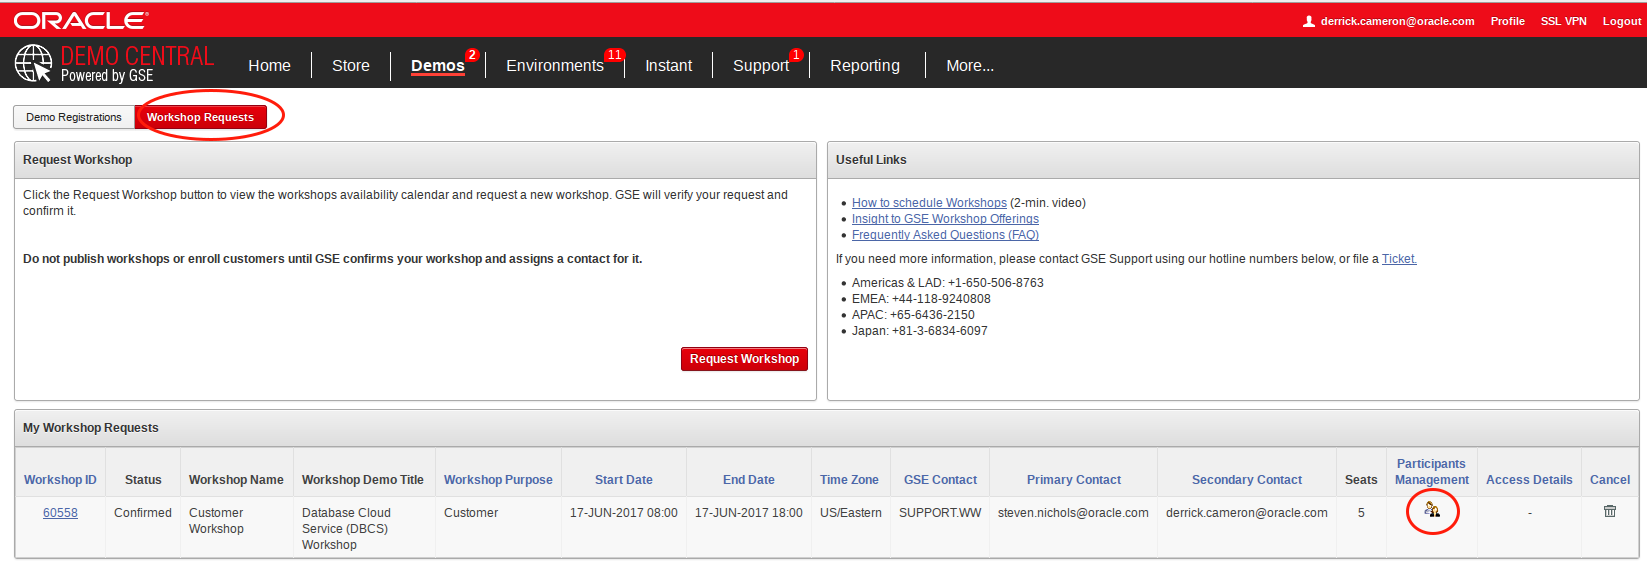 ORACLE®
derrick.cameron@oracle.com Profile SSL VPN Logout
DEMO CENTRAL
Powered by GSE
Home Store Demos 2 Environments 11 Instant Support 1 Reporting More...
Demo Registrations Workshop Requests
Request Workshop
Click the Request Workshop button to view the workshops availability calendar and request a new workshop. GSE will verify your request and
confirm it.
Do not publish workshops or enroll customers until GSE confirms your workshop and assigns a contact for it.
Request Workshop
Useful Links
How to schedule Workshops (2-min. video)
Insight to GSE Workshop Offerings
Frequently Asked Questions (FAQ)
If you need more information, please contact GSE Support using our hotline numbers below, or file a Ticket.
Americas & LAD: +1-650-506-8763
EMEA: +44-118-9240808
APAC: +65-6436-2150
Japan: +81-3-6834-6097
My Workshop Requests
Workshop ID Status Workshop Name Workshop Demo Title Workshop Purpose Start Date End Date Time Zone GSE Contact Primary Contact Secondary Contact Seats Participants Management Access Details Cancel
60558 Confirmed Customer Workshop Database Cloud Service (DBCS) Workshop Customer 17-JUN-2017 08:00 17-JUN-2017 18:00 US/Eastern SUPPORT.WW steven.nichols@oracle.com derrick.cameron@oracle.com 5 -